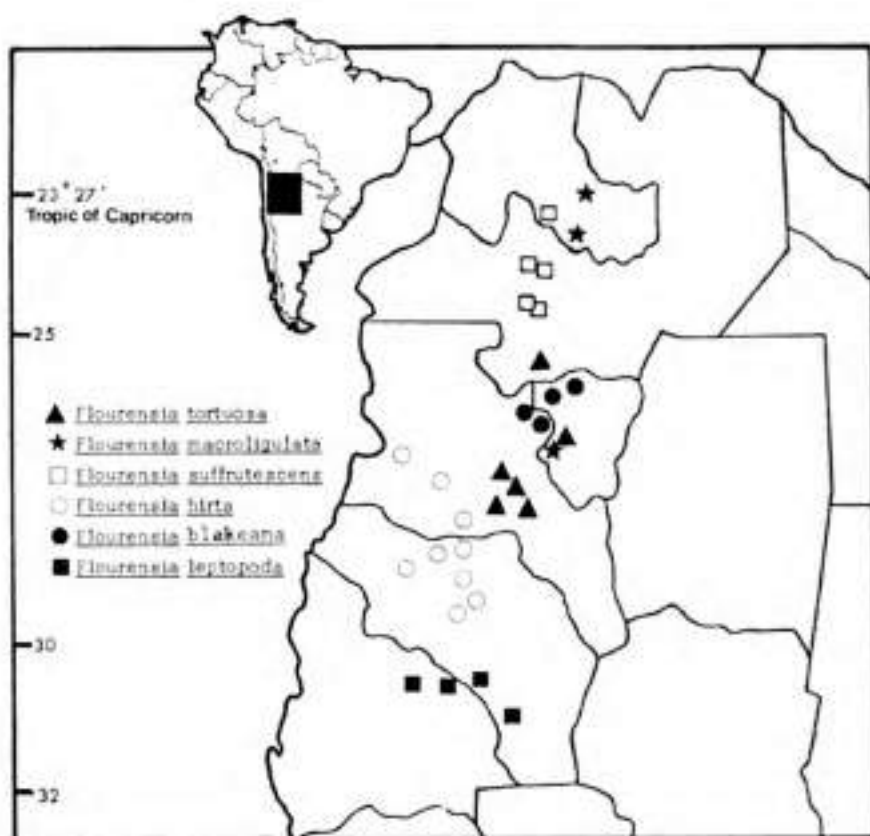 23° 27'
Tropic of Capricorn
25
Flourensia tortuosa
Flourensia macroligulata
Flourensia suffrutescens
Flourensia hirta
Flourensia blakeana
Flourensia leptopoda
30
32